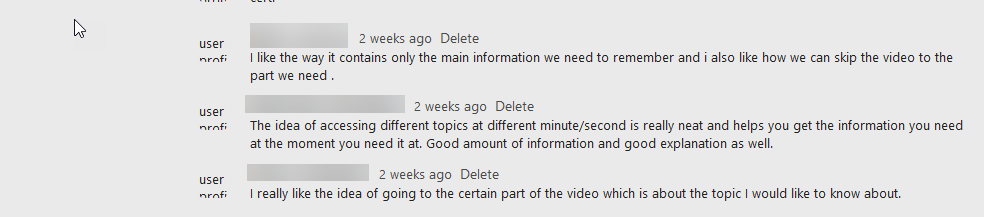 user
profi
2 weeks ago Delete
I like the way it contains only the main information we need to remember and i also like how we can skip the video to the
part we need .
user
profi
2 weeks ago Delete
The idea of accessing different topics at different minute/second is really neat and helps you get the information you need
at the moment you need it at. Good amount of information and good explanation as well.
user
profi
2 weeks ago Delete
I really like the idea of going to the certain part of the video which is about the topic I would like to know about.